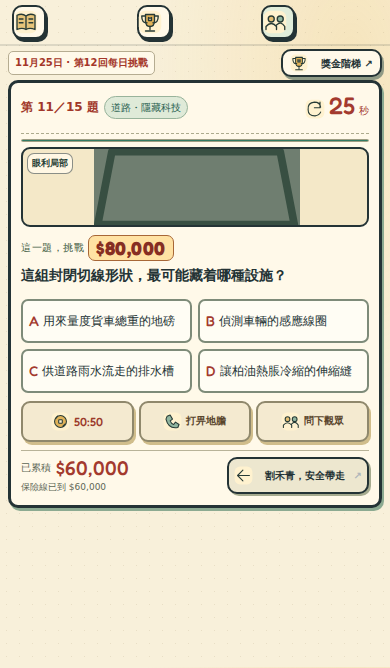 11月25日 · 第12回每日挑戰
獎金階梯 ↗
第 11／15 題 道路·隱藏科技 25 秒
眼利局部
這一題，挑戰 $80,000
這組封閉切線形狀，最可能藏着哪種設施？
A 用來量度貨車總重的地磅
B 偵測車輛的感應線圈
C 供道路雨水流走的排水槽
D 讓柏油熱脹冷縮的伸縮縫
50:50
打畀地膽
問下觀眾
已累積 $60,000
保險線已到 $60,000
割禾青，安全帶走 ↗